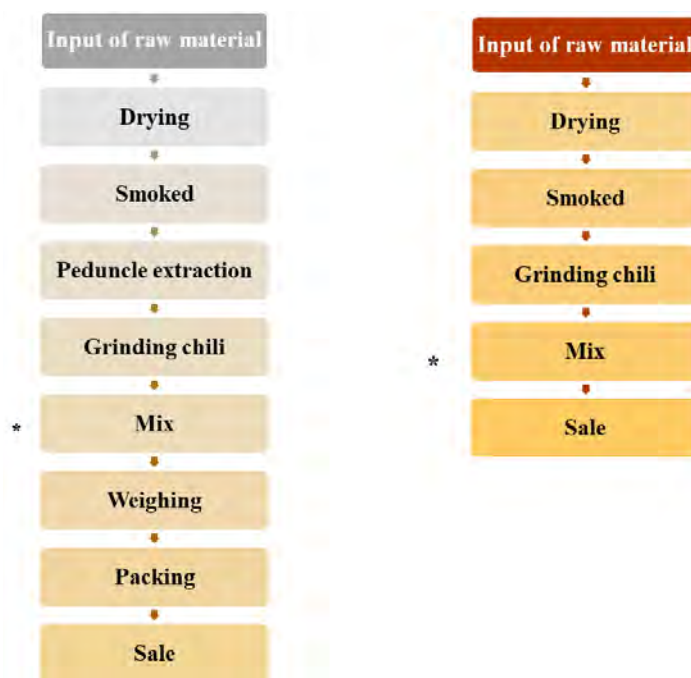 Input of raw material
Drying
Smoked
Peduncle extraction
Grinding chili
*
Mix
Weighing
Packing
Sale
Input of raw material
Drying
Smoked
Grinding chili
*
Mix
Sale